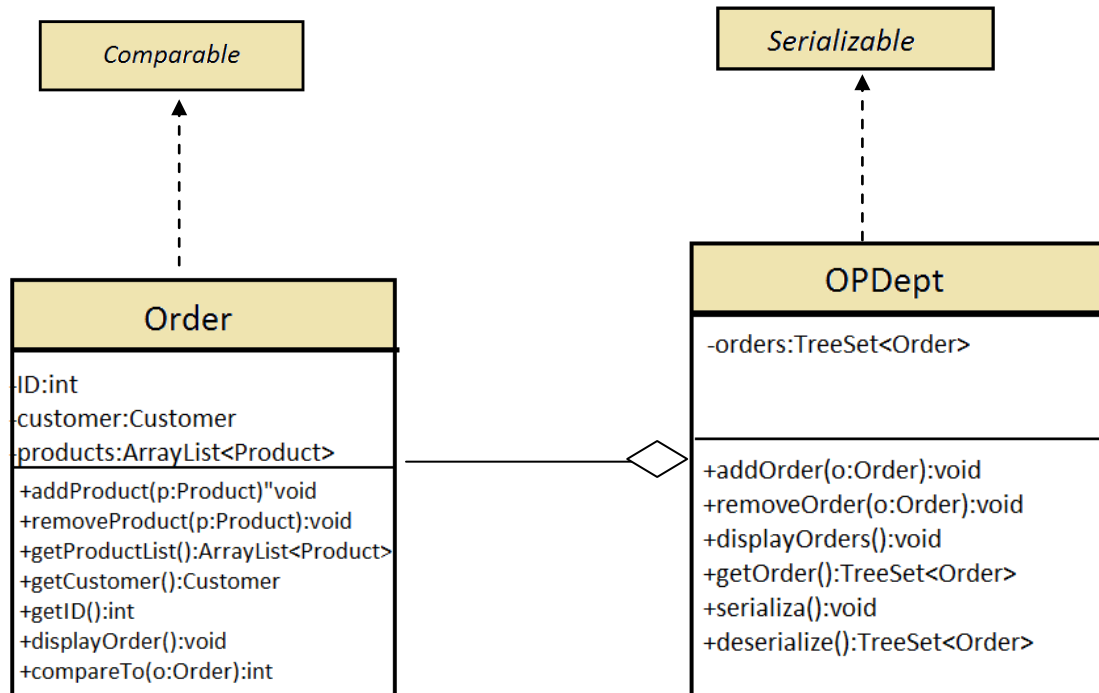 Comparable
Serializable
Order
-ID:int
-customer:Customer
-products:ArrayList<Product>
+addProduct(p:Product)"void
+removeProduct(p:Product):void
+getProductList():ArrayList<Product>
+getCustomer():Customer
+getID():int
+displayOrder():void
+compareTo(o:Order):int
OPDept
-orders:TreeSet<Order>
+addOrder(o:Order):void
+removeOrder(o:Order):void
+displayOrders():void
+getOrder():TreeSet<Order>
+serializa():void
+deserialize():TreeSet<Order>